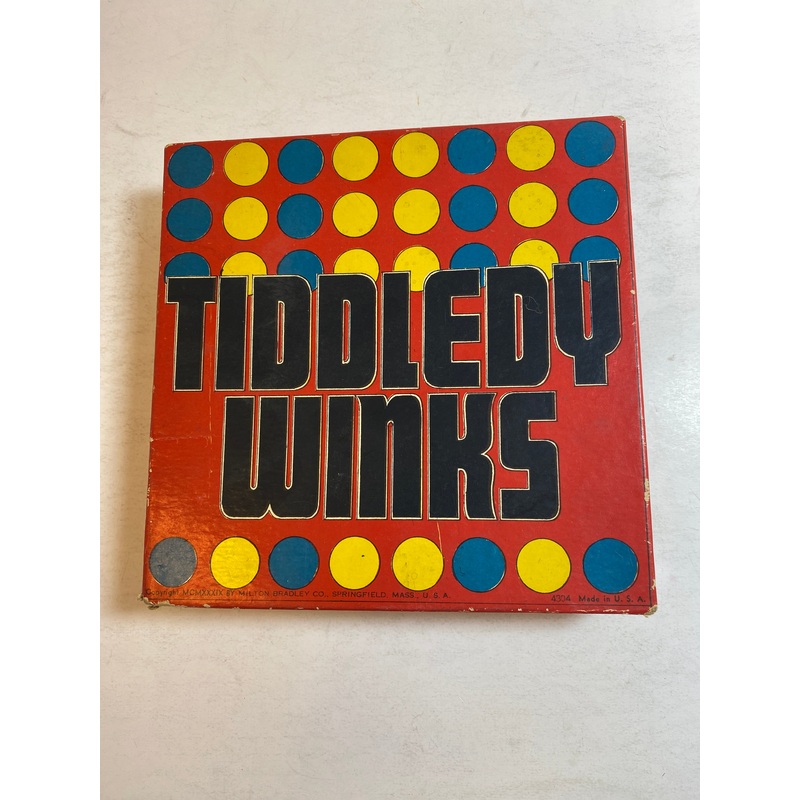 TIDDLEDY
WINKS
Copyright MCMXXXIX BY MILTON BRADLEY CO., SPRINGFIELD, MASS., U. S. A. 4304 Made in U. S. A.